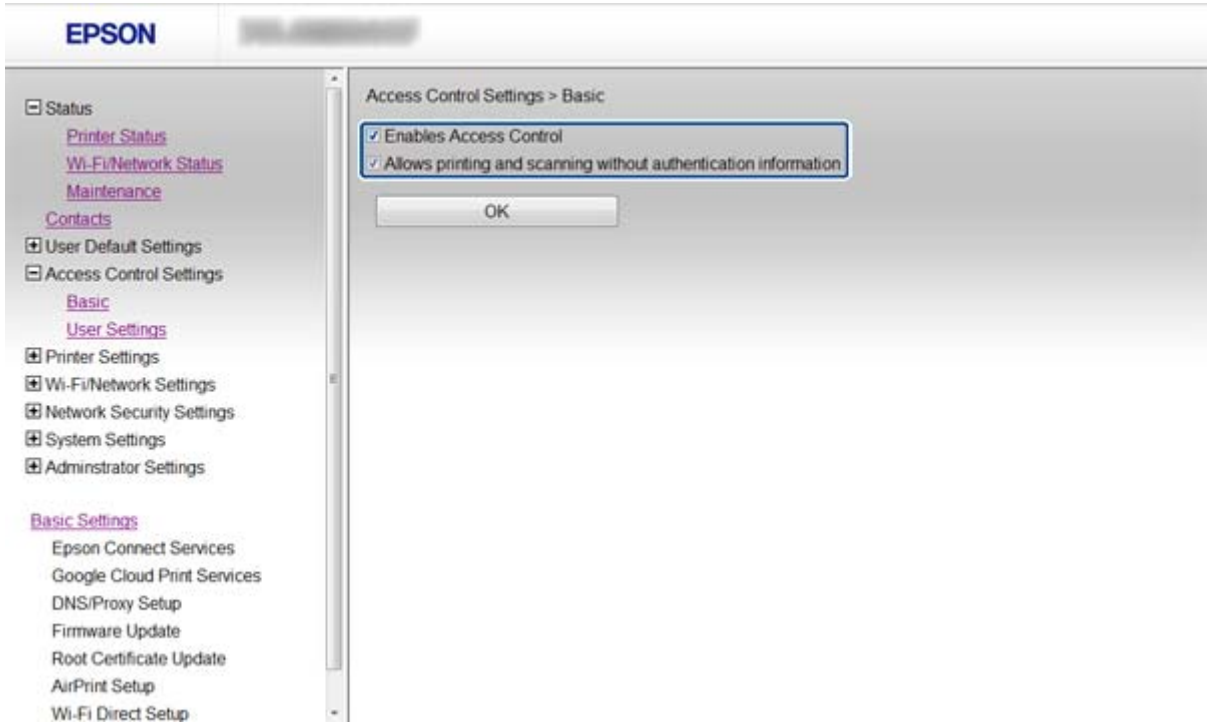 EPSON
Status
Printer Status
Wi-Fi/Network Status
Maintenance
Contacts
User Default Settings
Access Control Settings
Basic
User Settings
Printer Settings
Wi-Fi/Network Settings
Network Security Settings
System Settings
Adminstrator Settings
Basic Settings
Epson Connect Services
Google Cloud Print Services
DNS/Proxy Setup
Firmware Update
Root Certificate Update
AirPrint Setup
Wi-Fi Direct Setup
Access Control Settings > Basic
Enables Access Control
Allows printing and scanning without authentication information
OK